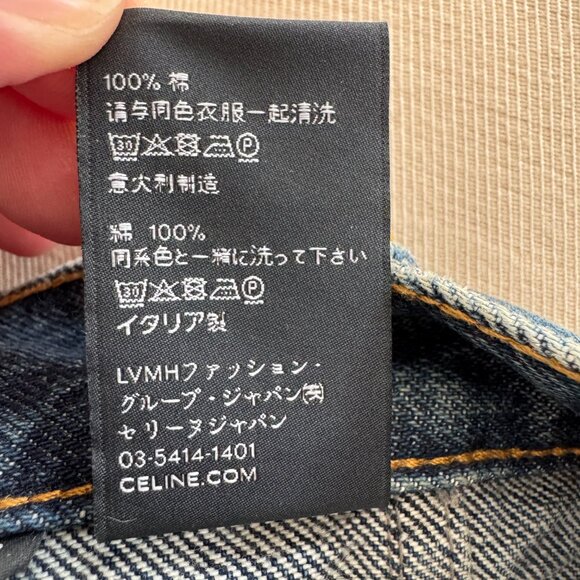 100% 棉
请与同色衣服一起清洗
30 P
意大利制造
綿 100%
同系色と一緒に洗って下さい
30 P
イタリア製
LVMHファッション・
グループ・ジャパン㈱
セリーヌジャパン
03-5414-1401
CELINE.COM